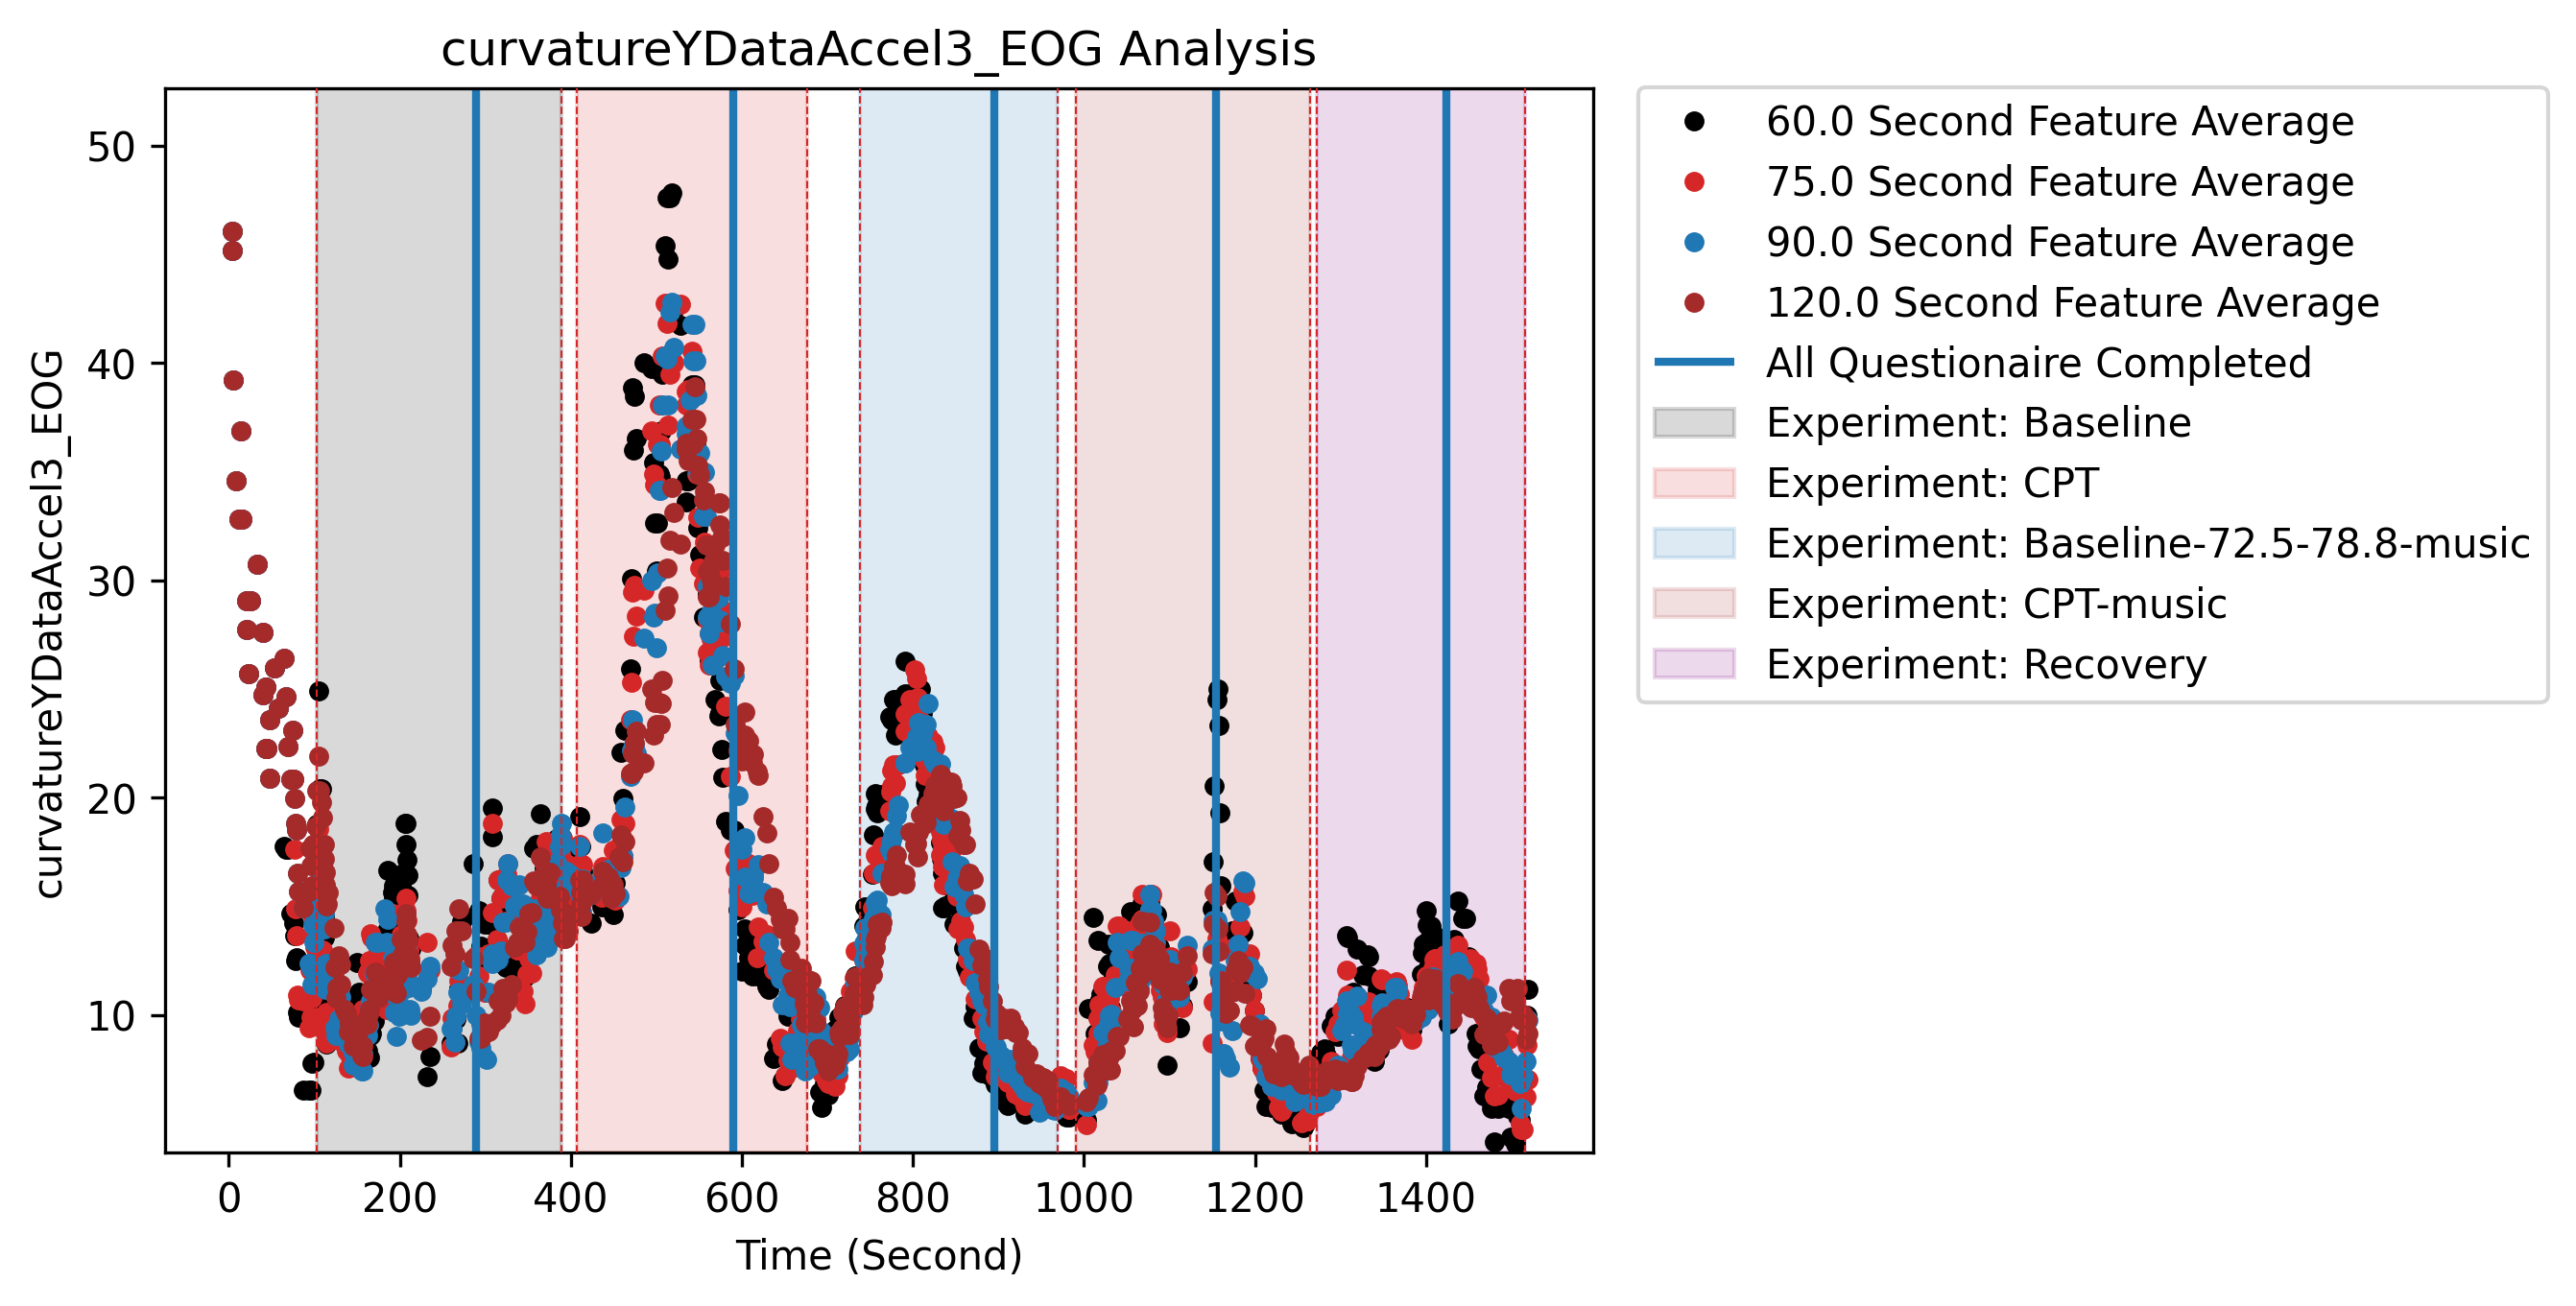 curvatureYDataAccel3_EOG Analysis
50
40
30
20
10
curvatureYDataAccel3_EOG
0 200 400 600 800 1000 1200 1400
Time (Second)
60.0 Second Feature Average
75.0 Second Feature Average
90.0 Second Feature Average
120.0 Second Feature Average
All Questionaire Completed
Experiment: Baseline
Experiment: CPT
Experiment: Baseline-72.5-78.8-music
Experiment: CPT-music
Experiment: Recovery